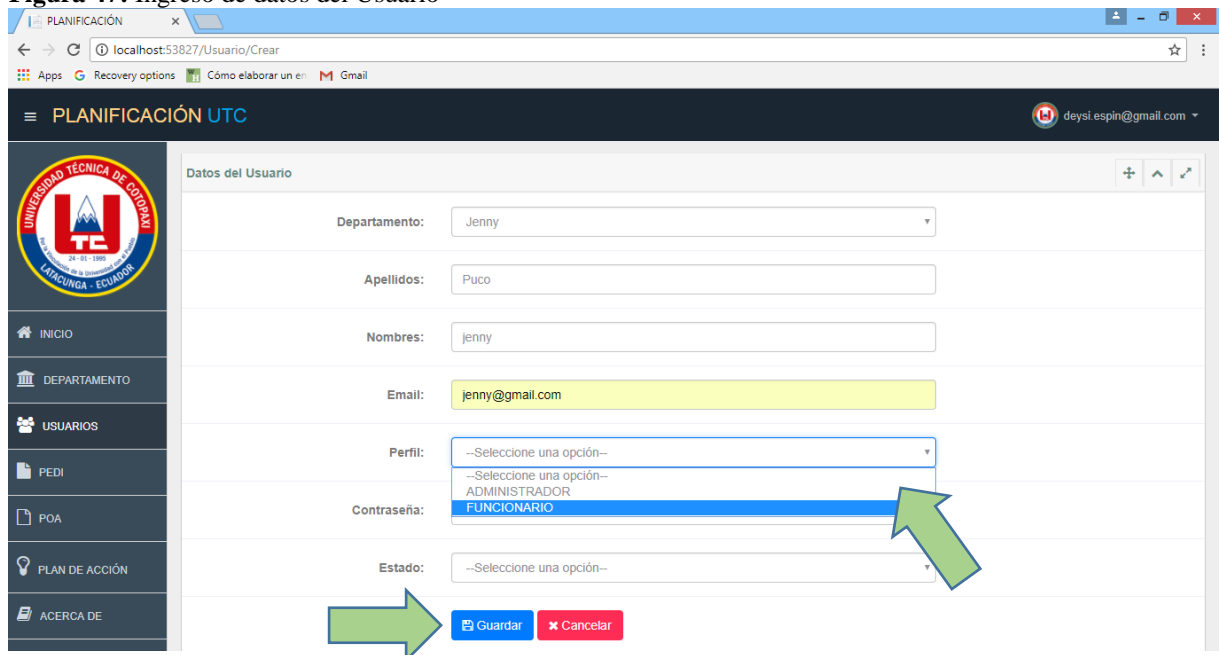 Figura 47. Ingreso de datos del Usuario
PLANIFICACIÓN
localhost:53827/Usuario/Crear
Apps Recovery options Cómo elaborar un en Gmail
PLANIFICACIÓN UTC
deysi.espin@gmail.com
UNIVERSIDAD TÉCNICA DE COTOPAXI
UTC
24 - 01 - 1995
LATACUNGA - ECUADOR
Datos del Usuario
Departamento: Jenny
Apellidos: Puco
INICIO
Nombres: jenny
DEPARTAMENTO
Email: jenny@gmail.com
USUARIOS
Perfil: --Seleccione una opción--
--Seleccione una opción--
PEDI
ADMINISTRADOR
Contraseña: FUNCIONARIO
POA
Estado: --Seleccione una opción--
PLAN DE ACCIÓN
ACERCA DE
Guardar Cancelar